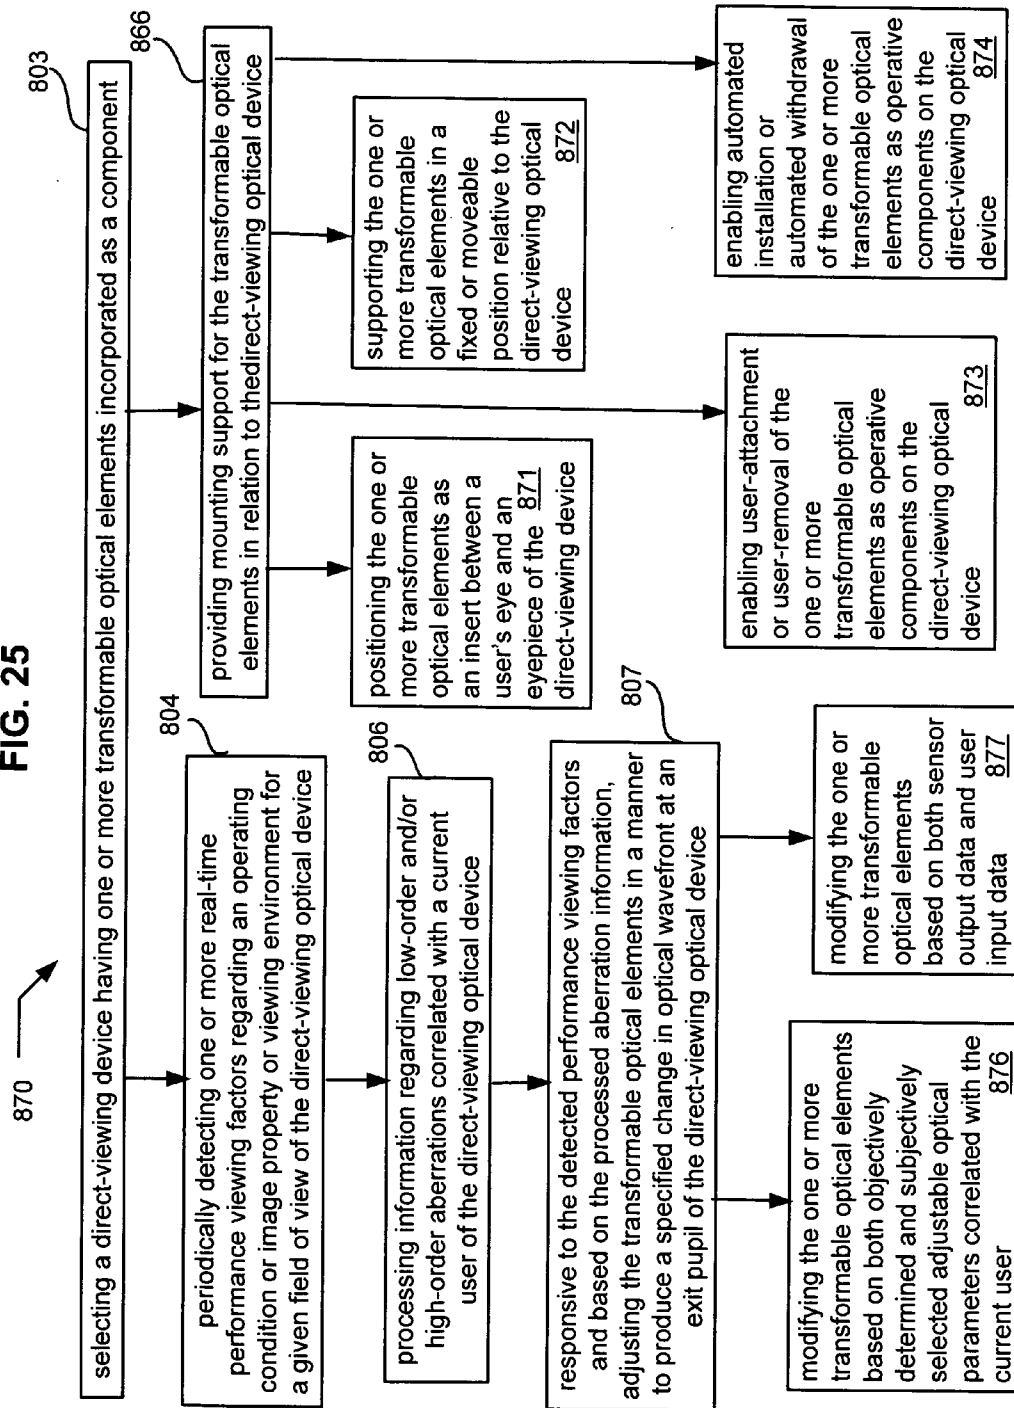 FIG. 25
870
803
selecting a direct-viewing device having one or more transformable optical elements incorporated as a component
804
periodically detecting one or more real-time
performance viewing factors regarding an operating
condition or image property or viewing environment for
a given field of view of the direct-viewing optical device
806
processing information regarding low-order and/or
high-order aberrations correlated with a current
user of the direct-viewing optical device
807
responsive to the detected performance viewing factors
and based on the processed aberration information,
adjusting the transformable optical elements in a manner
to produce a specified change in optical wavefront at an
exit pupil of the direct-viewing optical device
modifying the one or more
transformable optical elements
based on both objectively
determined and subjectively
selected adjustable optical
parameters correlated with the
current user 876
modifying the one or
more transformable
optical elements
based on both sensor
output data and user
input data 877
866
providing mounting support for the transformable optical
elements in relation to thedirect-viewing optical device
positioning the one or
more transformable
optical elements as
an insert between a
user's eye and an
eyepiece of the 871
direct-viewing device
supporting the one or
more transformable
optical elements in a
fixed or moveable
position relative to the
direct-viewing optical
device 872
enabling user-attachment
or user-removal of the
one or more
transformable optical
elements as operative
components on the
direct-viewing optical
device 873
enabling automated
installation or
automated withdrawal
of the one or more
transformable optical
elements as operative
components on the
direct-viewing optical
device 874